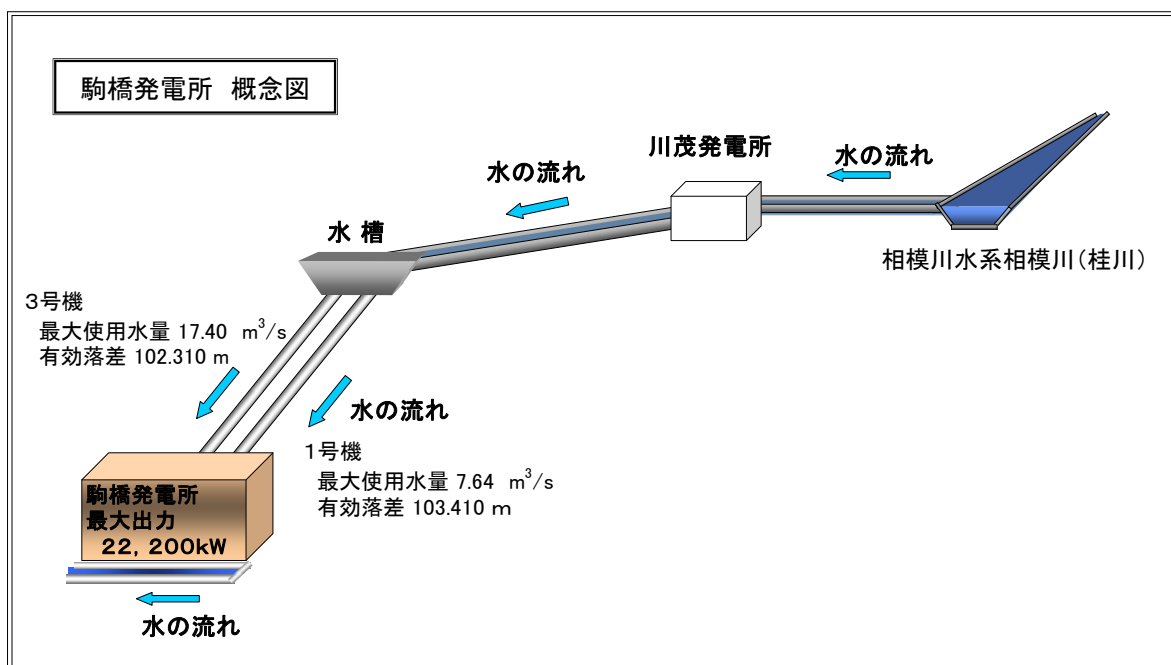 駒橋発電所 概念図
川茂発電所
水の流れ
水の流れ
水 槽
相模川水系相模川(桂川)
3号機
最大使用水量 17.40 m³/s
有効落差 102.310 m
水の流れ
1号機
最大使用水量 7.64 m³/s
有効落差 103.410 m
駒橋発電所
最大出力
22, 200kW
水の流れ